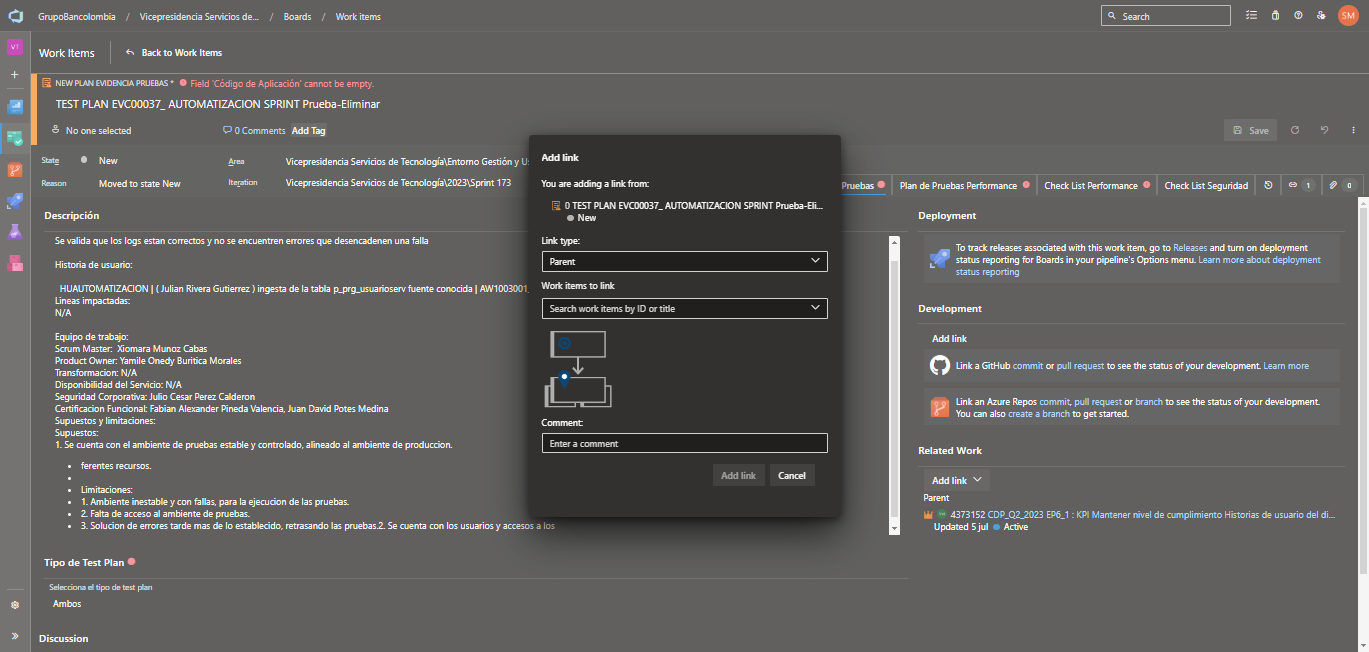 GrupoBancolombia / Vicepresidencia Servicios de... / Boards / Work items
Search
SM
VT
Work Items
Back to Work Items
NEW PLAN EVIDENCIA PRUEBAS * Field 'Código de Aplicación' cannot be empty.
TEST PLAN EVC00037_ AUTOMATIZACION SPRINT Prueba-Eliminar
No one selected
0 Comments
Add Tag
Save
State
New
Area
Vicepresidencia Servicios de Tecnología\Entorno Gestión y Us
Reason
Moved to state New
Iteration
Vicepresidencia Servicios de Tecnología\2023\Sprint 173
Pruebas
Plan de Pruebas Performance
Check List Performance
Check List Seguridad
1
0
Descripción
Se valida que los logs estan correctos y no se encuentren errores que desencadenen una falla
Historia de usuario:
HUAUTOMATIZACION | ( Julian Rivera Gutierrez ) ingesta de la tabla p_prg_usuarioserv fuente conocida | AW1003001_
Lineas impactadas:
N/A
Equipo de trabajo:
Scrum Master: Xiomara Munoz Cabas
Product Owner: Yamile Onedy Buritica Morales
Transformacion: N/A
Disponibilidad del Servicio: N/A
Seguridad Corporativa: Julio Cesar Perez Calderon
Certification Funcional: Fabian Alexander Pineda Valencia, Juan David Potes Medina
Supuestos y limitaciones:
Supuestos:
1. Se cuenta con el ambiente de pruebas estable y controlado, alineado al ambiente de produccion.
• ferentes recursos.
•
• Limitaciones:
• 1. Ambiente inestable y con fallas, para la ejecucion de las pruebas.
• 2. Falta de acceso al ambiente de pruebas.
• 3. Solucion de errores tarde mas de lo establecido, retrasando las pruebas.2. Se cuenta con los usuarios y accesos a los
Tipo de Test Plan
Selecciona el tipo de test plan
Ambos
Discussion
Add link
You are adding a link from:
0 TEST PLAN EVC00037_ AUTOMATIZACION SPRINT Prueba-Eli...
New
Link type:
Parent
Work items to link
Search work items by ID or title
Comment:
Enter a comment
Add link
Cancel
Deployment
To track releases associated with this work item, go to Releases and turn on deployment
status reporting for Boards in your pipeline's Options menu. Learn more about deployment
status reporting
Development
Add link
Link a GitHub commit or pull request to see the status of your development. Learn more
Link an Azure Repos commit, pull request or branch to see the status of your development.
You can also create a branch to get started.
Related Work
Add link
Parent
4373152 CDP_Q2_2023 EP6_1 : KPI Mantener nivel de cumplimiento Historias de usuario del di...
Updated 5 jul Active